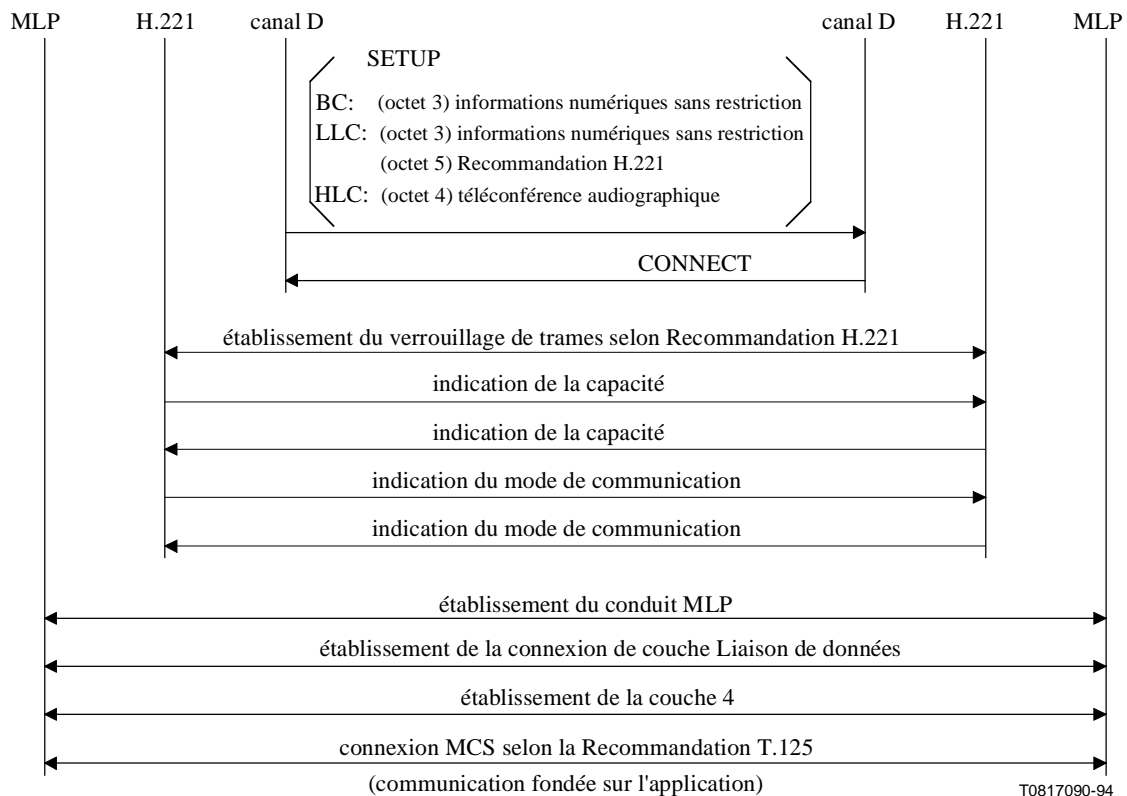 MLP H.221 canal D canal D H.221 MLP
SETUP
BC: (octet 3) informations numériques sans restriction
LLC: (octet 3) informations numériques sans restriction
(octet 5) Recommandation H.221
HLC: (octet 4) téléconférence audiographique
CONNECT
établissement du verrouillage de trames selon Recommandation H.221
indication de la capacité
indication de la capacité
indication du mode de communication
indication du mode de communication
établissement du conduit MLP
établissement de la connexion de couche Liaison de données
établissement de la couche 4
connexion MCS selon la Recommandation T.125
(communication fondée sur l'application)
T0817090-94